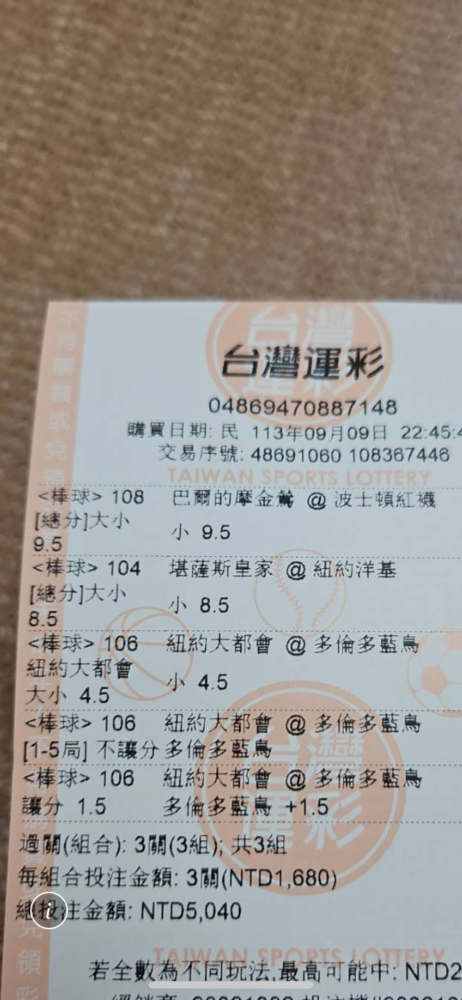 台灣運彩
04869470887148
購買日期: 民 113年09月09日 22:45:4
交易序號: 48691060 108367446
TAIWAN SPORTS LOTTERY
<棒球> 108 巴爾的摩金鶯 @ 波士頓紅襪
[總分]大小 小 9.5
9.5
<棒球> 104 堪薩斯皇家 @ 紐約洋基
[總分]大小 小 8.5
8.5
<棒球> 106 紐約大都會 @ 多倫多藍鳥
紐約大都會
大小 4.5 小 4.5
<棒球> 106 紐約大都會 @ 多倫多藍鳥
[1-5局] 不讓分 多倫多藍鳥
<棒球> 106 紐約大都會 @ 多倫多藍鳥
讓分 1.5 多倫多藍鳥 +1.5
過關(組合): 3關(3組); 共3組
每組合投注金額: 3關(NTD1,680)
總投注金額: NTD5,040
TAIWAN SPORTS LOTTERY
若全數為不同玩法,最高可能中: NTD2